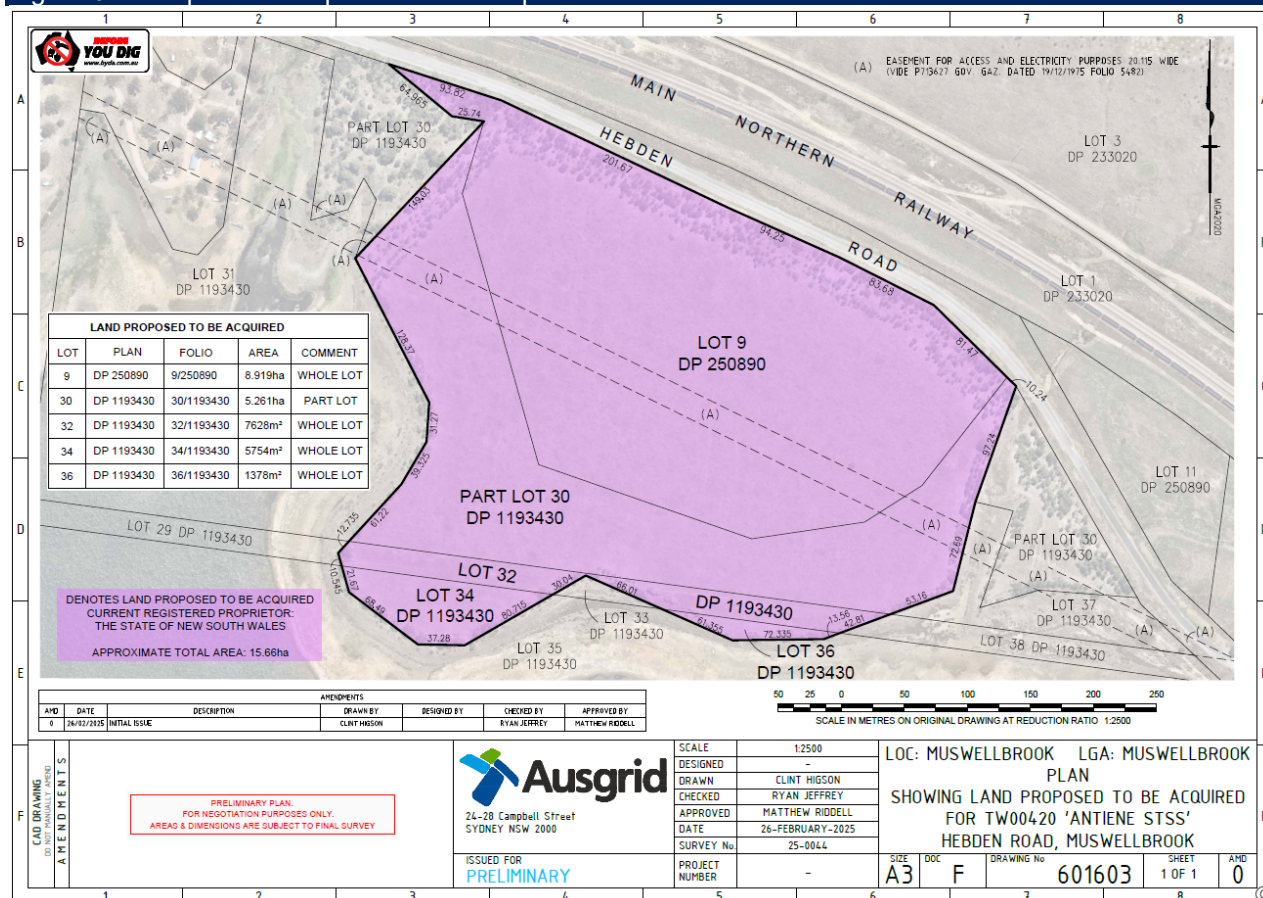 1 2 3 4 5 6 7 8
BEFORE
YOU DIG
www.byda.com.au
(A) EASEMENT FOR ACCESS AND ELECTRICITY PURPOSES 20.115 WIDE
(VIDE P713627 GOV. GAZ. DATED 19/12/1975 FOLIO 5482)
A
B
C
D
E
F
MAIN NORTHERN RAILWAY
HEBDEN ROAD
LOT 3
DP 233020
MGA2020
PART LOT 30
DP 1193430
64.965
93.82
25.74
201.67
149.03
94.25
83.68
81.47
10.24
97.24
72.69
53.16
128.37
31.27
39.325
61.22
12.735
10.545
21.67
68.49
37.28
80.715
30.04
66.01
61.355
72.335
13.56
42.81
(A)
(A)
(A)
(A)
(A)
(A)
(A)
(A)
(A)
(A)
(A)
(A)
LOT 31
DP 1193430
LOT 1
DP 233020
LOT 9
DP 250890
LAND PROPOSED TO BE ACQUIRED
LOT PLAN FOLIO AREA COMMENT
9 DP 250890 9/250890 8.919ha WHOLE LOT
30 DP 1193430 30/1193430 5.261ha PART LOT
32 DP 1193430 32/1193430 7628m² WHOLE LOT
34 DP 1193430 34/1193430 5754m² WHOLE LOT
36 DP 1193430 36/1193430 1378m² WHOLE LOT
LOT 11
DP 250890
PART LOT 30
DP 1193430
LOT 29 DP 1193430
PART LOT 30
DP 1193430
LOT 32 DP 1193430
LOT 34
DP 1193430
LOT 33
DP 1193430
LOT 35
DP 1193430
LOT 36
DP 1193430
LOT 37
DP 1193430
LOT 38 DP 1193430
DENOTES LAND PROPOSED TO BE ACQUIRED
CURRENT REGISTERED PROPRIETOR:
THE STATE OF NEW SOUTH WALES
APPROXIMATE TOTAL AREA: 15.66ha
AMENDMENTS
AMD DATE DESCRIPTION DRAWN BY DESIGNED BY CHECKED BY APPROVED BY
0 26/02/2025 INITIAL ISSUE CLINT HIGSON RYAN JEFFREY MATTHEW RIDDELL
50 25 0 50 100 150 200 250
SCALE IN METRES ON ORIGINAL DRAWING AT REDUCTION RATIO 1:2500
CAD DRAWING
DO NOT MANUALLY AMEND
AMENDMENTS
PRELIMINARY PLAN.
FOR NEGOTIATION PURPOSES ONLY.
AREAS & DIMENSIONS ARE SUBJECT TO FINAL SURVEY
Ausgrid
24-28 Campbell Street
SYDNEY NSW 2000
ISSUED FOR
PRELIMINARY
SCALE 1:2500
DESIGNED -
DRAWN CLINT HIGSON
CHECKED RYAN JEFFREY
APPROVED MATTHEW RIDDELL
DATE 26-FEBRUARY-2025
SURVEY No. 25-0044
PROJECT NUMBER -
LOC: MUSWELLBROOK LGA: MUSWELLBROOK
PLAN
SHOWING LAND PROPOSED TO BE ACQUIRED
FOR TW00420 'ANTIENE STSS'
HEBDEN ROAD, MUSWELLBROOK
SIZE DOC DRAWING No SHEET AMD
A3 F 601603 1 OF 1 0
1 2 3 4 5 6 7 8